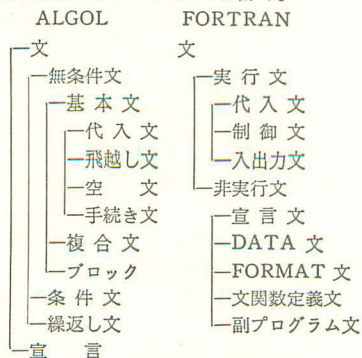 ALGOL FORTRAN
文 文
無条件文 実行文
基本文 代入文
代入文 制御文
飛越し文 入出力文
空文 非実行文
手続き文 宣言文
複合文 DATA 文
ブロック FORMAT 文
条件文 文関数定義文
繰返し文 副プログラム文
宣言